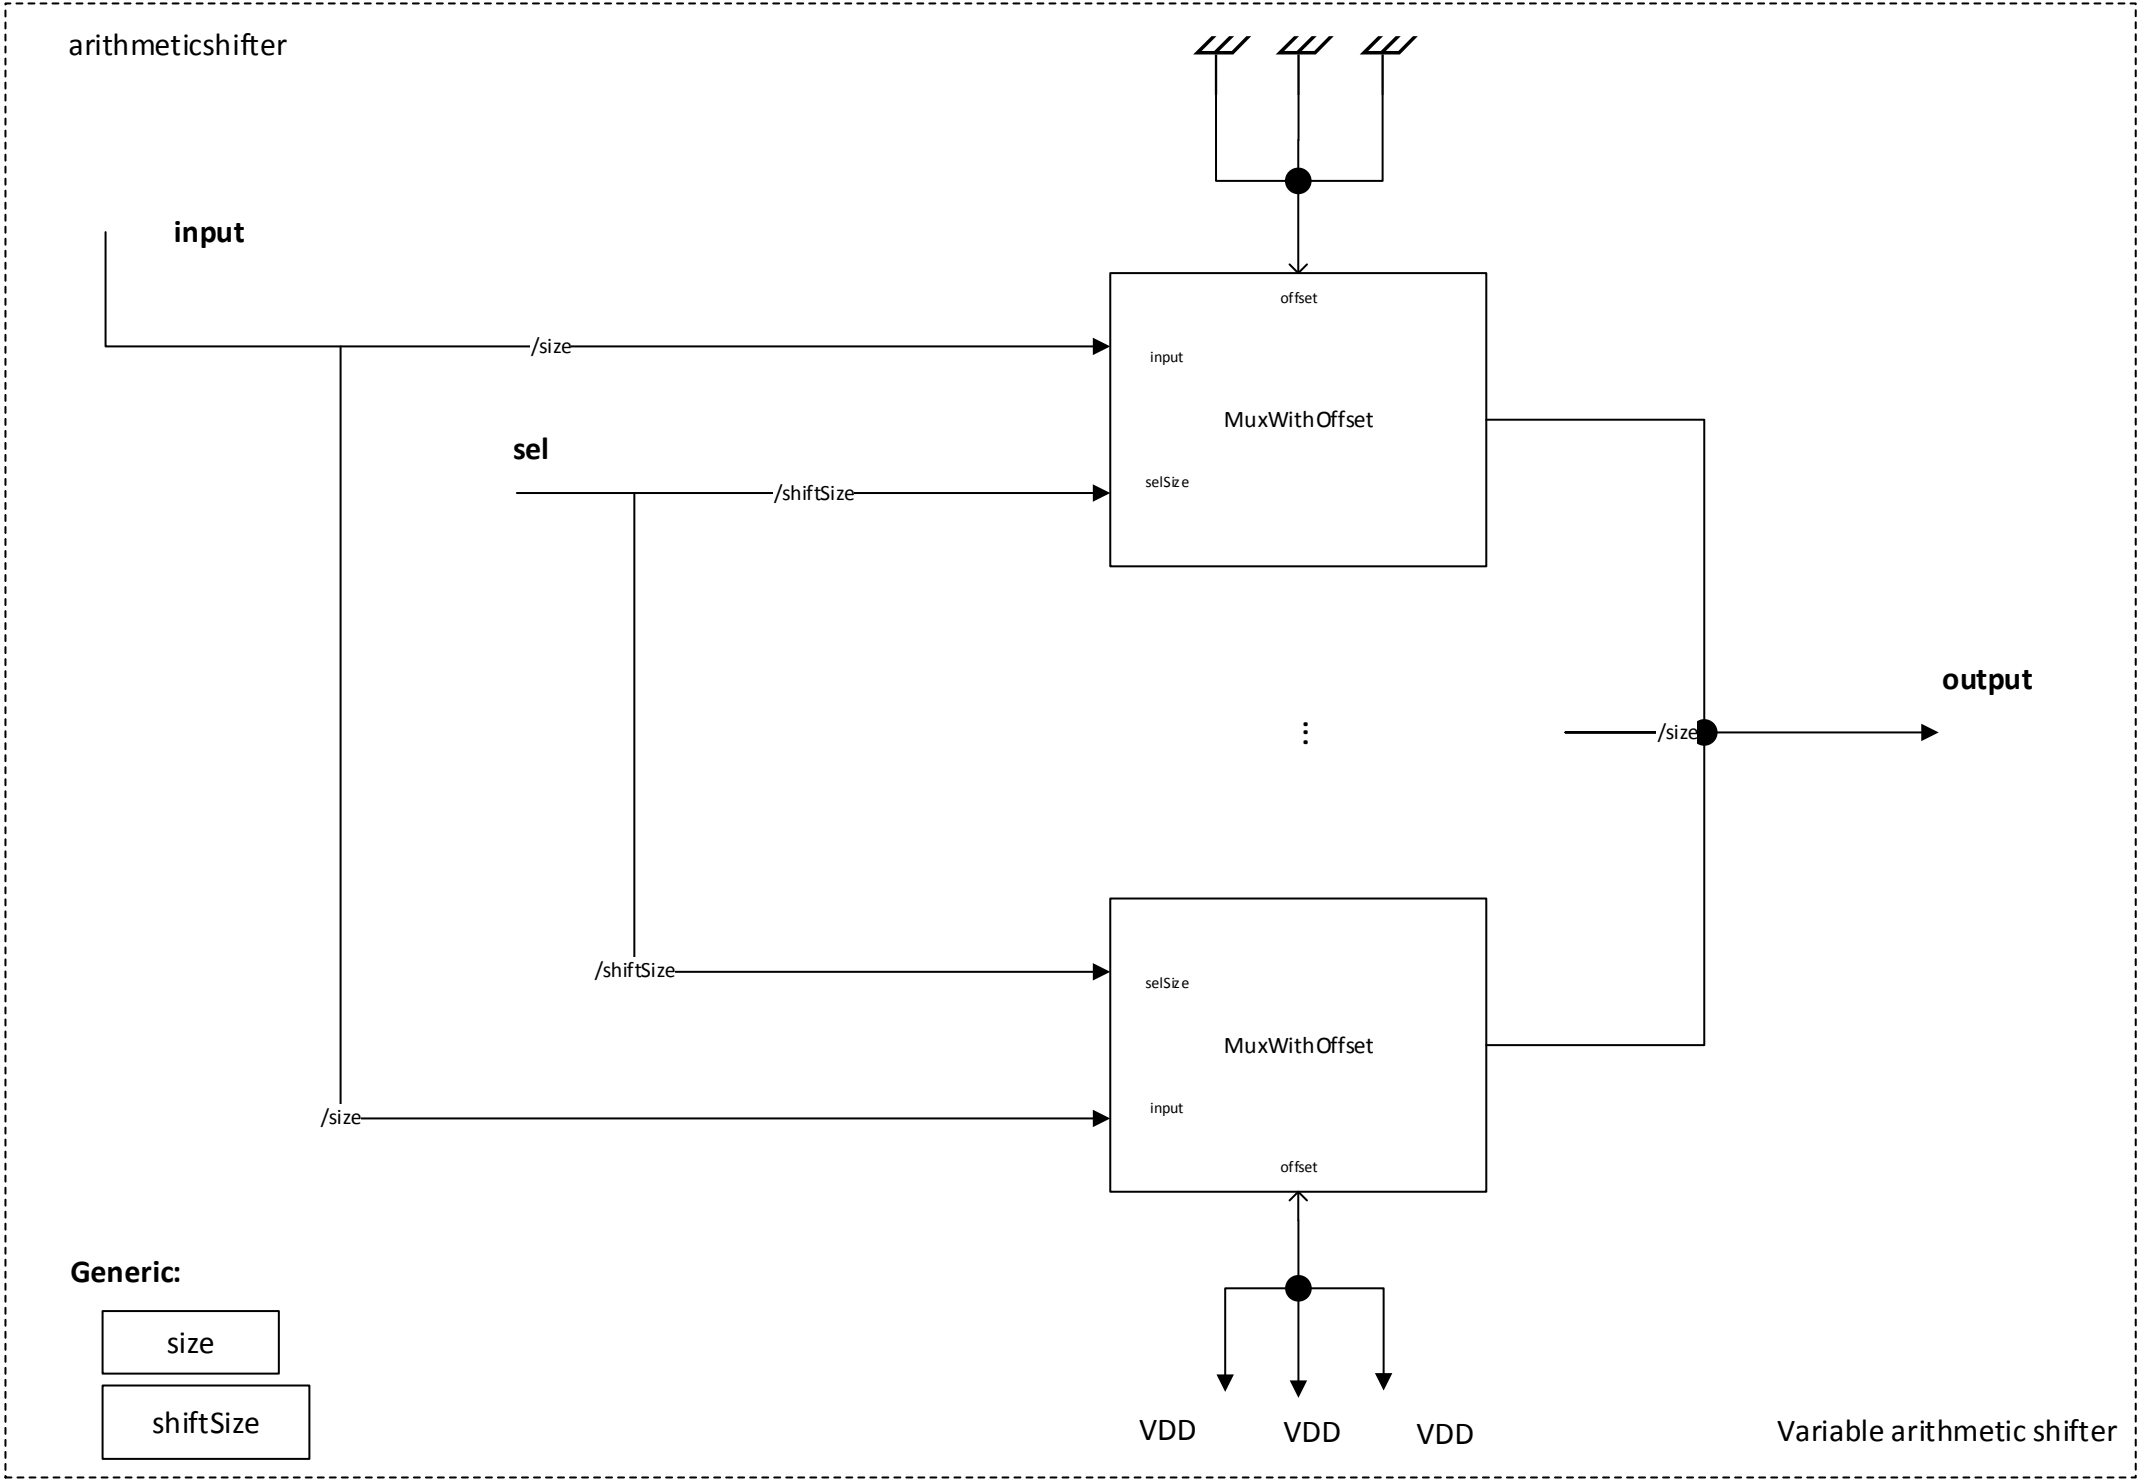 arithmeticshifter
input
offset
/size
input
MuxWithOffset
sel
selSize
/shiftSize
output
⋮
/size
/shiftSize
selSize
MuxWithOffset
input
/size
offset
Generic:
size
shiftSize
VDD VDD VDD
Variable arithmetic shifter